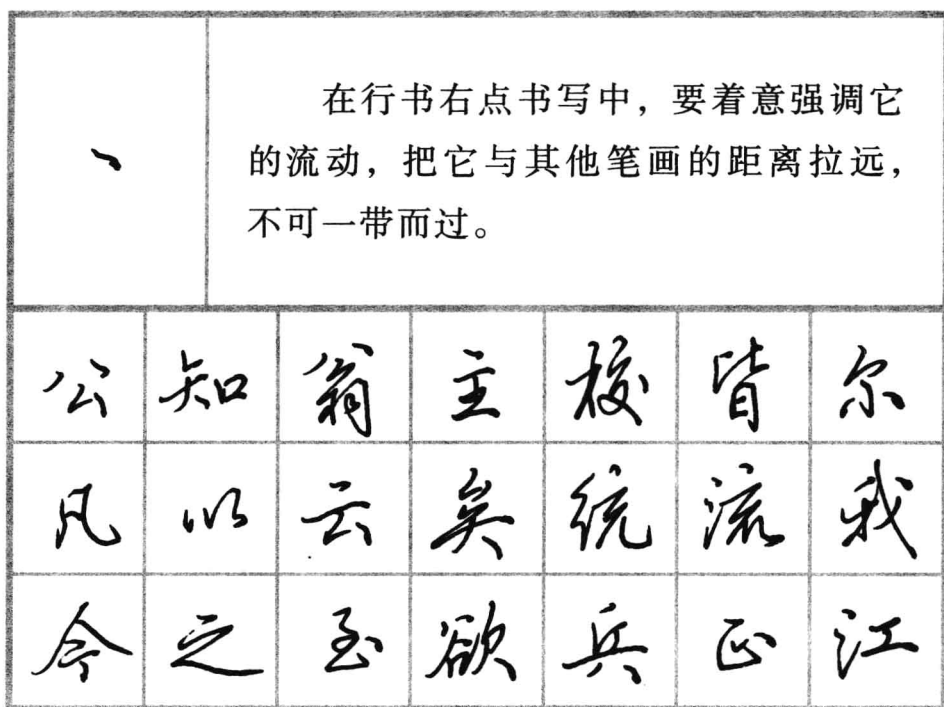 丶
在行书右点书写中，要着意强调它
的流动，把它与其他笔画的距离拉远，
不可一带而过。
公知翁主校皆尔
凡以云矣统流我
今之至欲兵正江